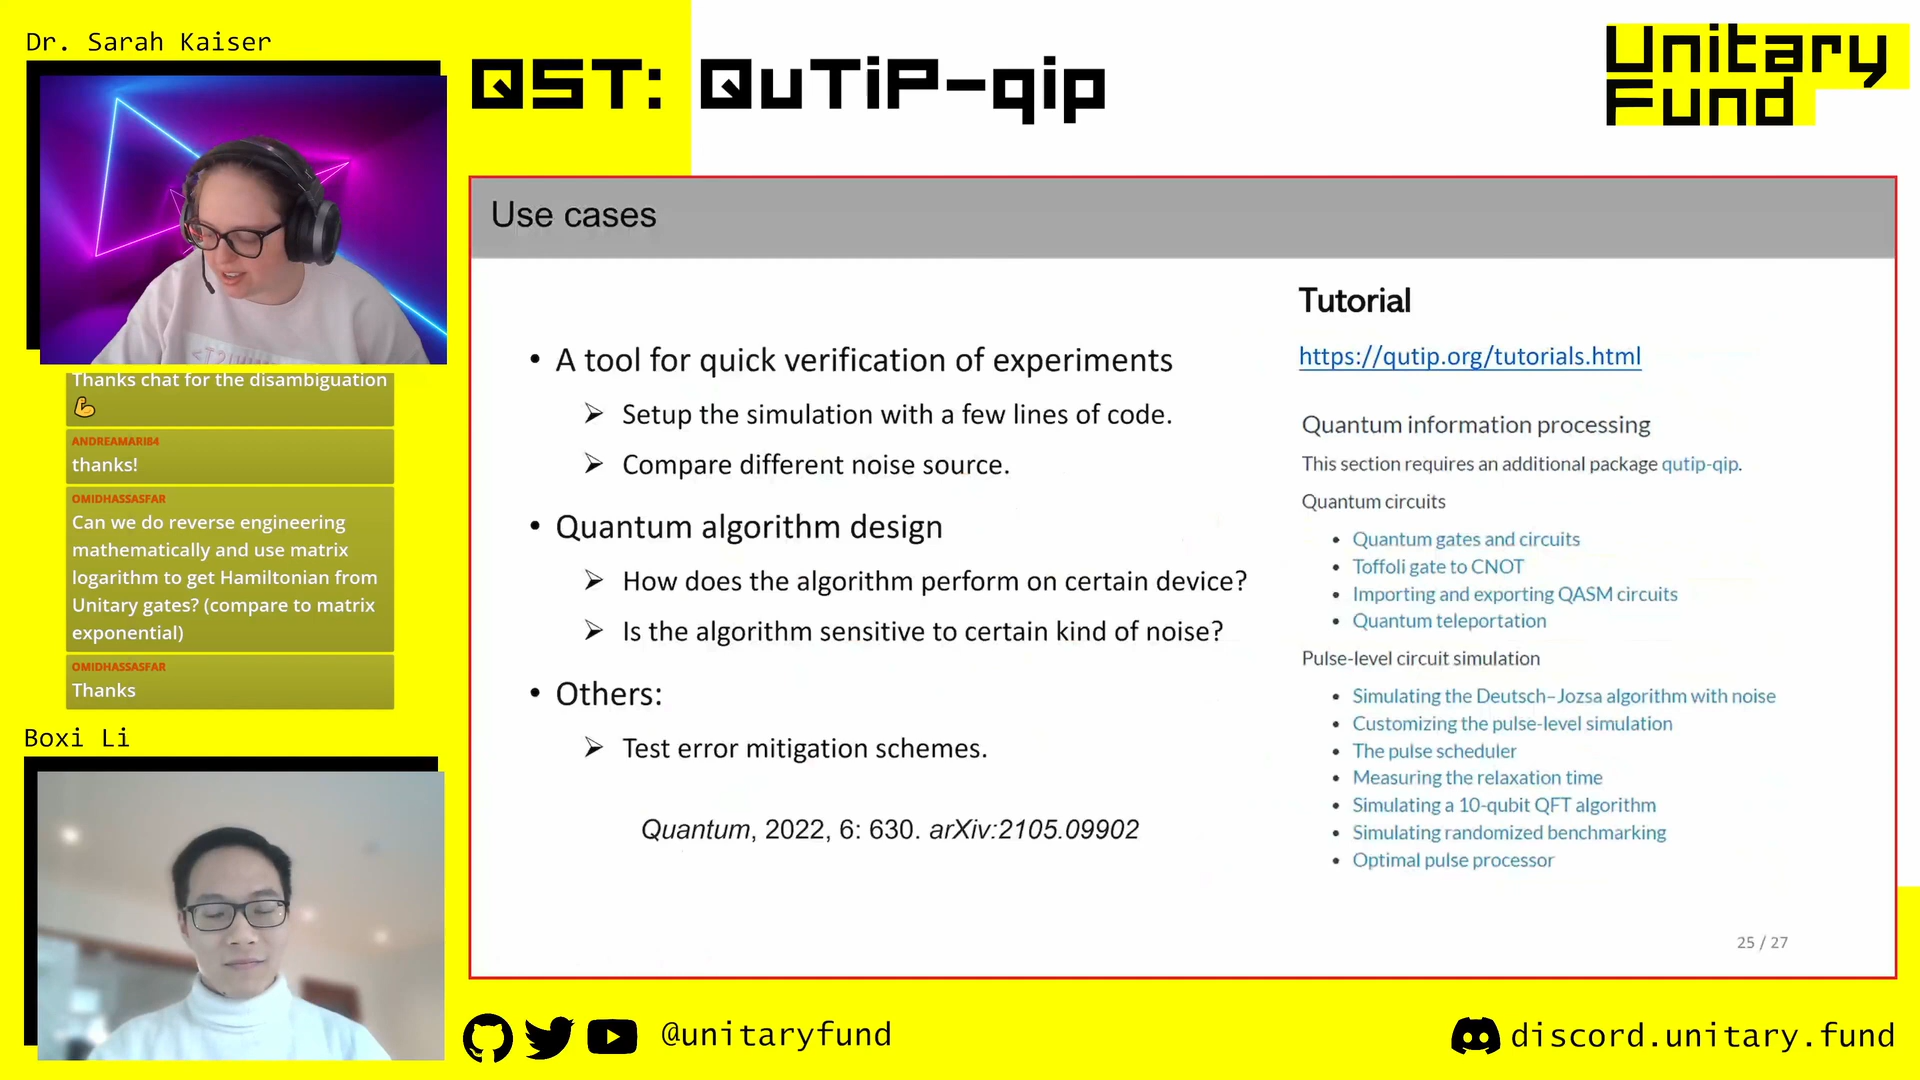 Dr. Sarah Kaiser
QST: QuTiP-qip
Unitary
Fund
Thanks chat for the disambiguation
💪
ANDREAMARI84
thanks!
OMIDHASSASFAR
Can we do reverse engineering
mathematically and use matrix
logarithm to get Hamiltonian from
Unitary gates? (compare to matrix
exponential)
OMIDHASSASFAR
Thanks
Boxi Li
Use cases
• A tool for quick verification of experiments
➢ Setup the simulation with a few lines of code.
➢ Compare different noise source.
• Quantum algorithm design
➢ How does the algorithm perform on certain device?
➢ Is the algorithm sensitive to certain kind of noise?
• Others:
➢ Test error mitigation schemes.
Quantum, 2022, 6: 630. arXiv:2105.09902
Tutorial
https://qutip.org/tutorials.html
Quantum information processing
This section requires an additional package qutip-qip.
Quantum circuits
• Quantum gates and circuits
• Toffoli gate to CNOT
• Importing and exporting QASM circuits
• Quantum teleportation
Pulse-level circuit simulation
• Simulating the Deutsch–Jozsa algorithm with noise
• Customizing the pulse-level simulation
• The pulse scheduler
• Measuring the relaxation time
• Simulating a 10-qubit QFT algorithm
• Simulating randomized benchmarking
• Optimal pulse processor
25 / 27
@unitaryfund
discord.unitary.fund